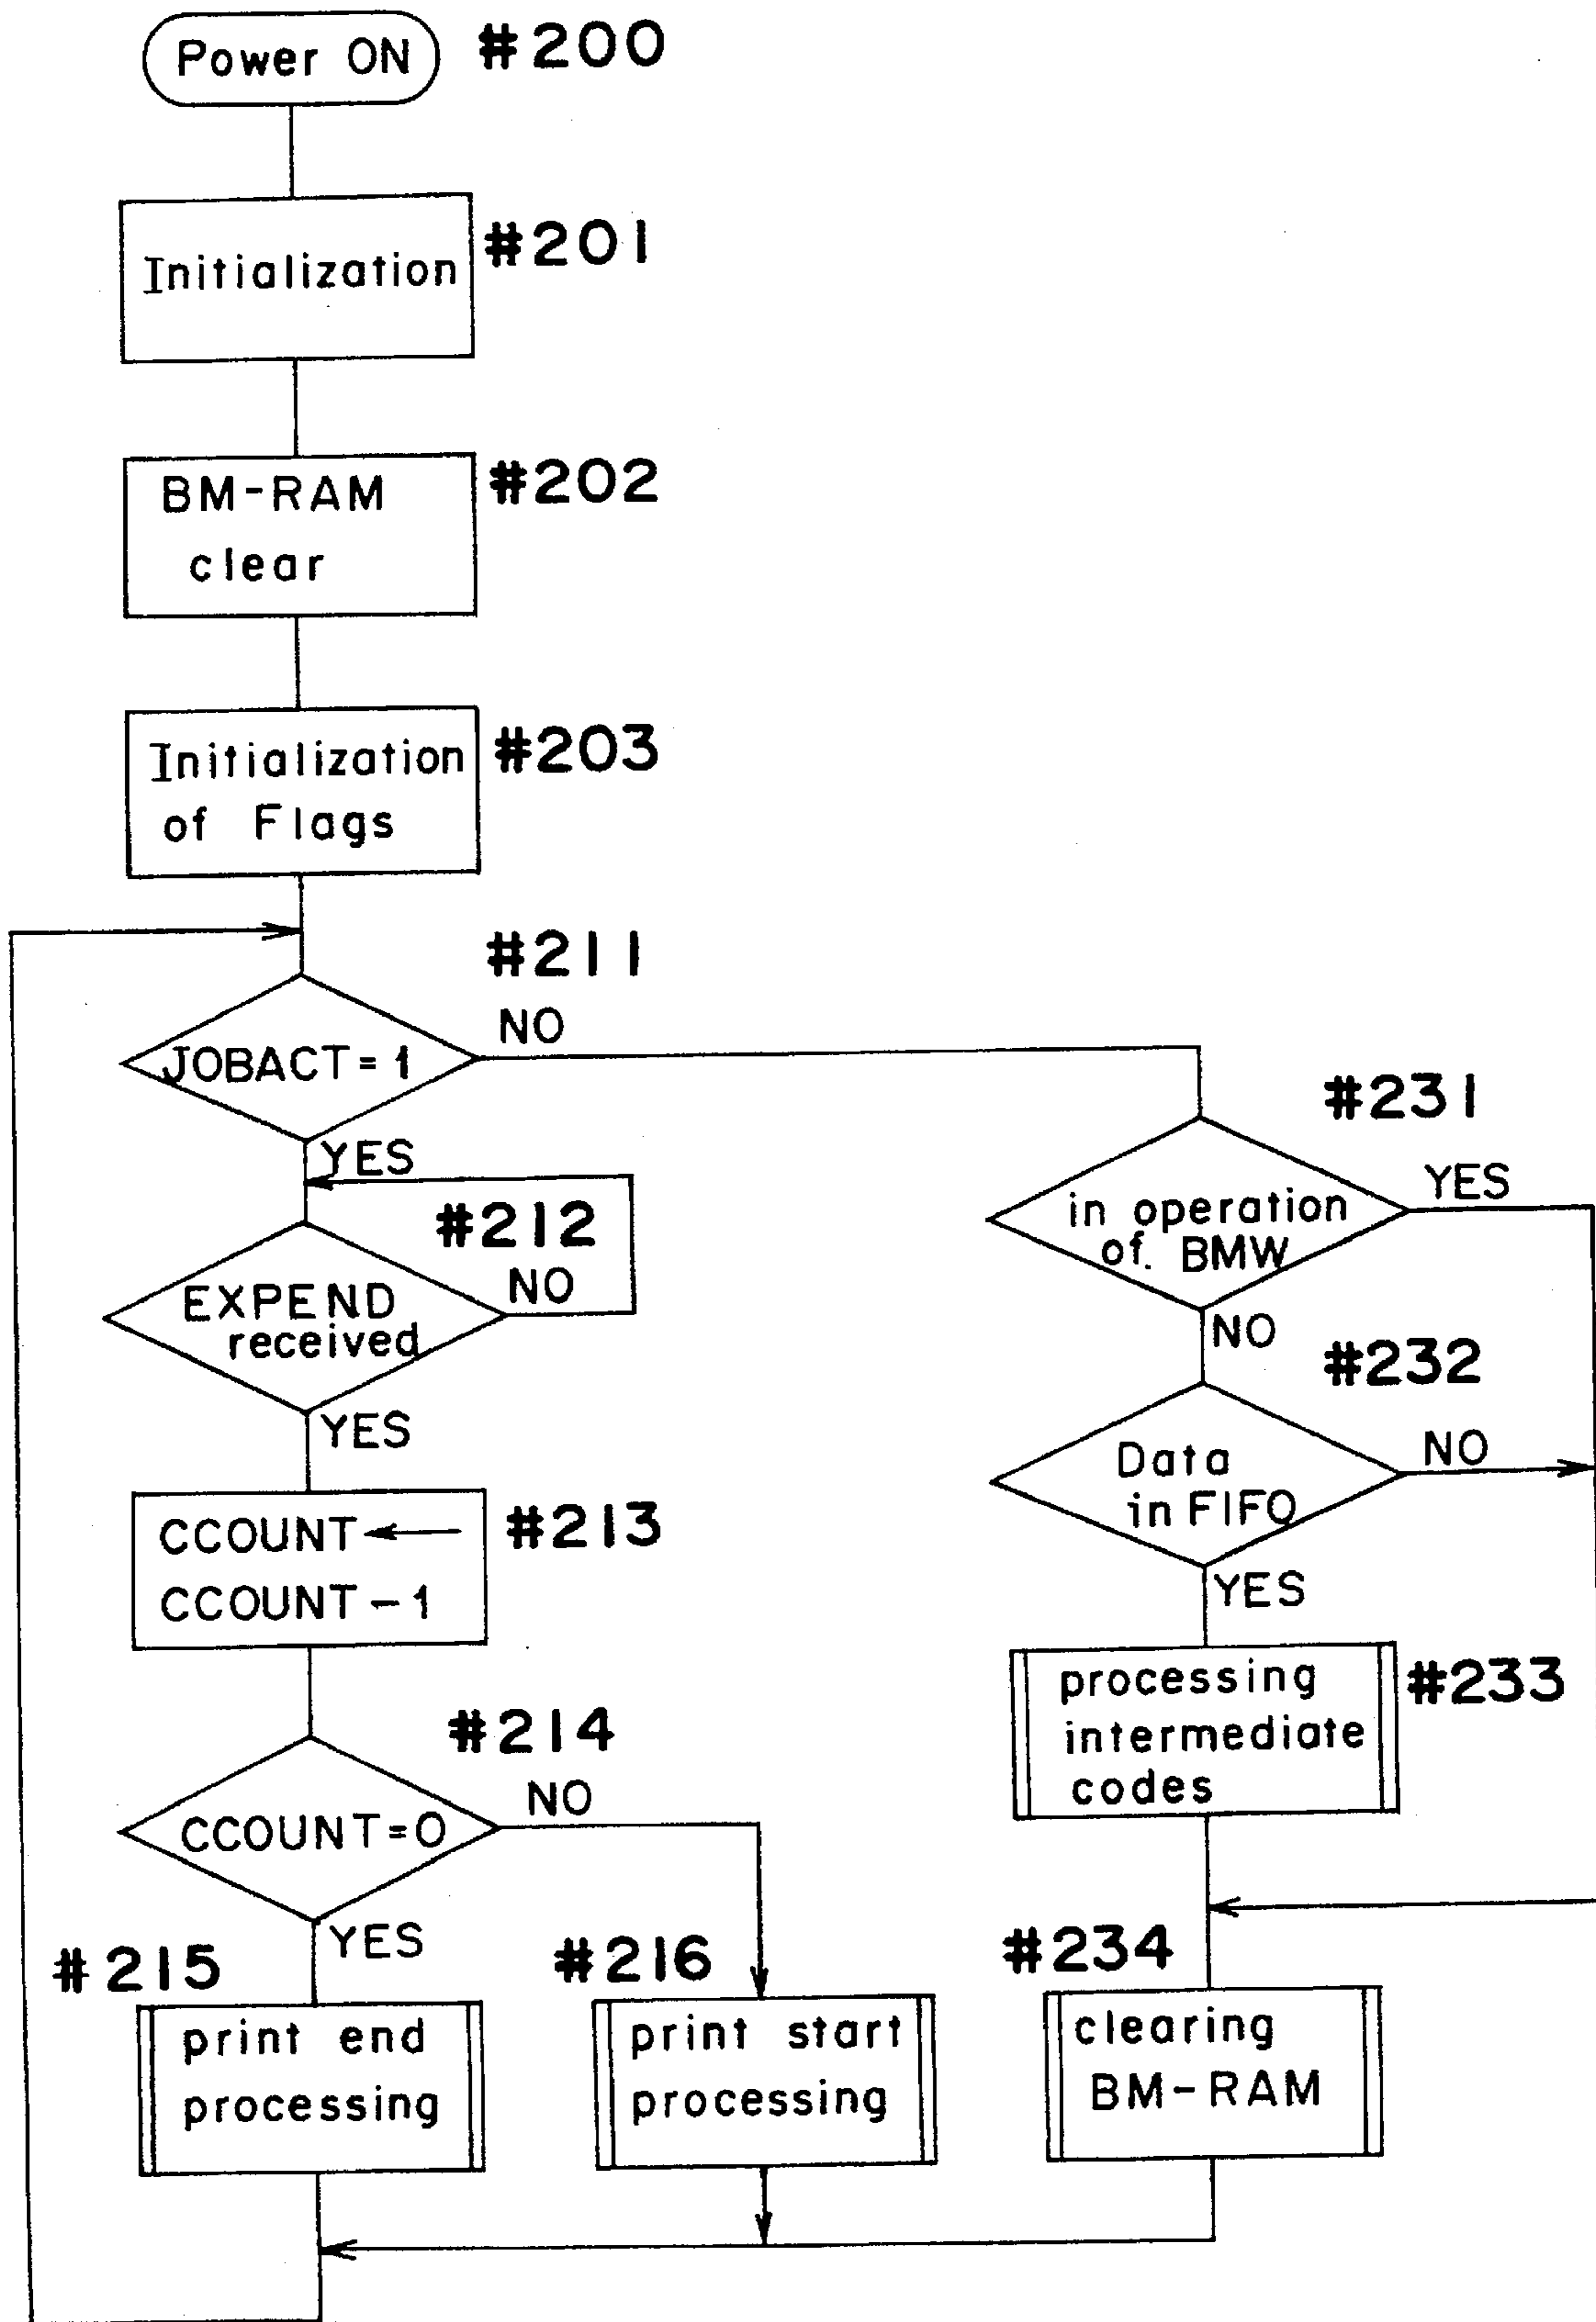 Power ON #200
Initialization #201
BM-RAM #202
clear
Initialization #203
of Flags
#211
NO
JOBACT=1
YES
#231
YES
in operation
of. BMW
NO
#212
NO
EXPEND
received
YES
#232
NO
Data
in FIFO
YES
CCOUNT← #213
CCOUNT-1
processing #233
intermediate
codes
#214
NO
CCOUNT=0
YES
#215
print end
processing
#216
print start
processing
#234
clearing
BM-RAM